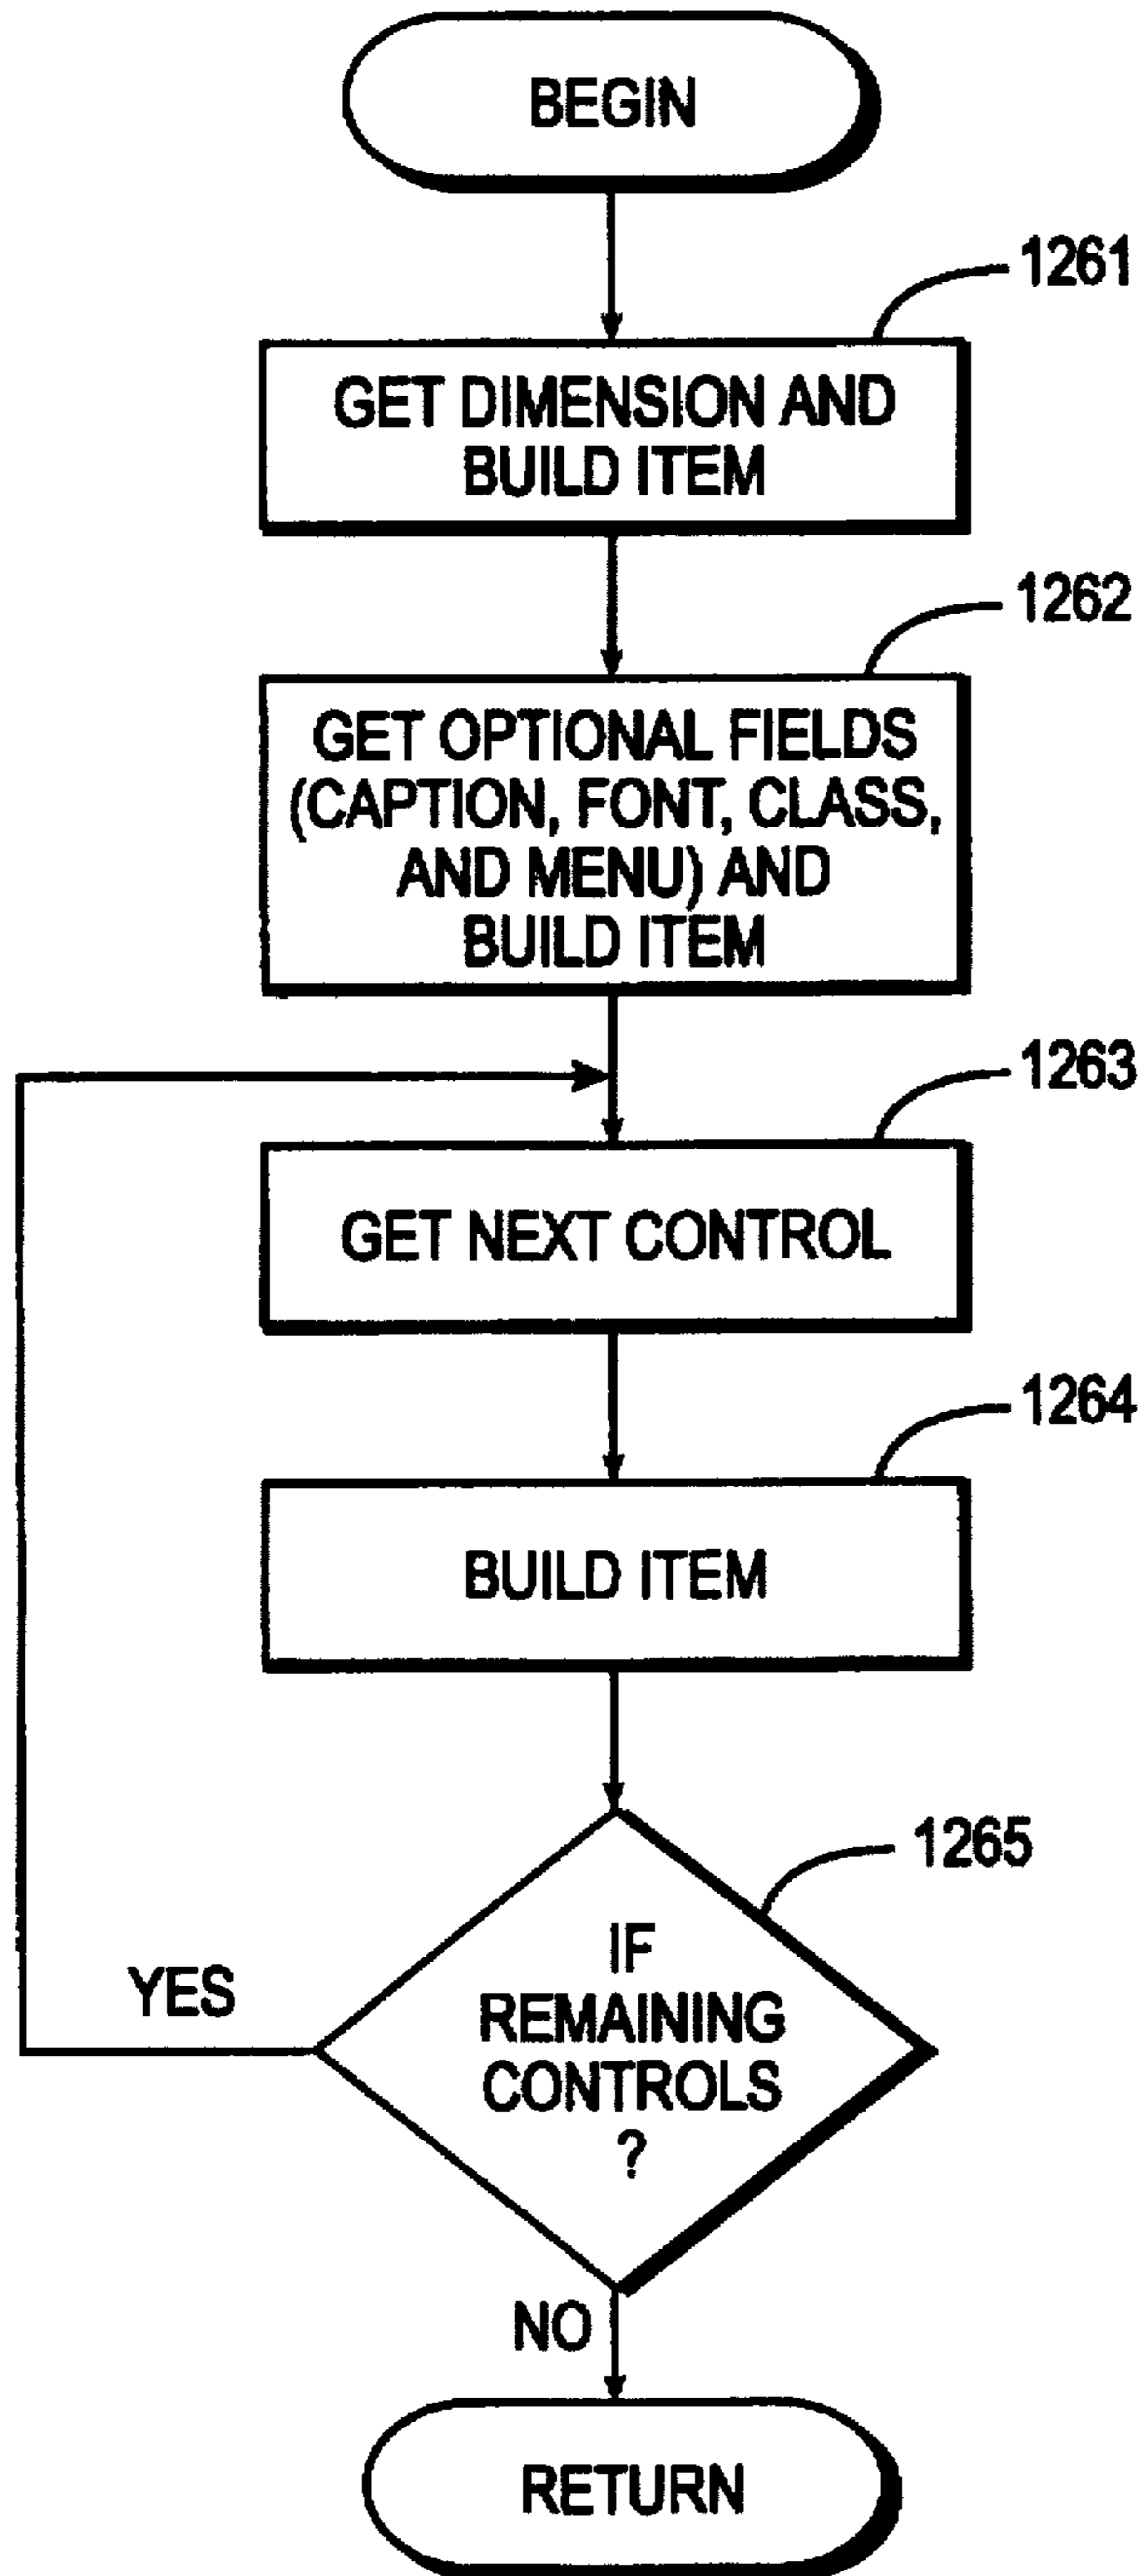 BEGIN
1261
GET DIMENSION AND
BUILD ITEM
1262
GET OPTIONAL FIELDS
(CAPTION, FONT, CLASS,
AND MENU) AND
BUILD ITEM
1263
GET NEXT CONTROL
1264
BUILD ITEM
1265
IF
REMAINING
CONTROLS
?
YES
NO
RETURN